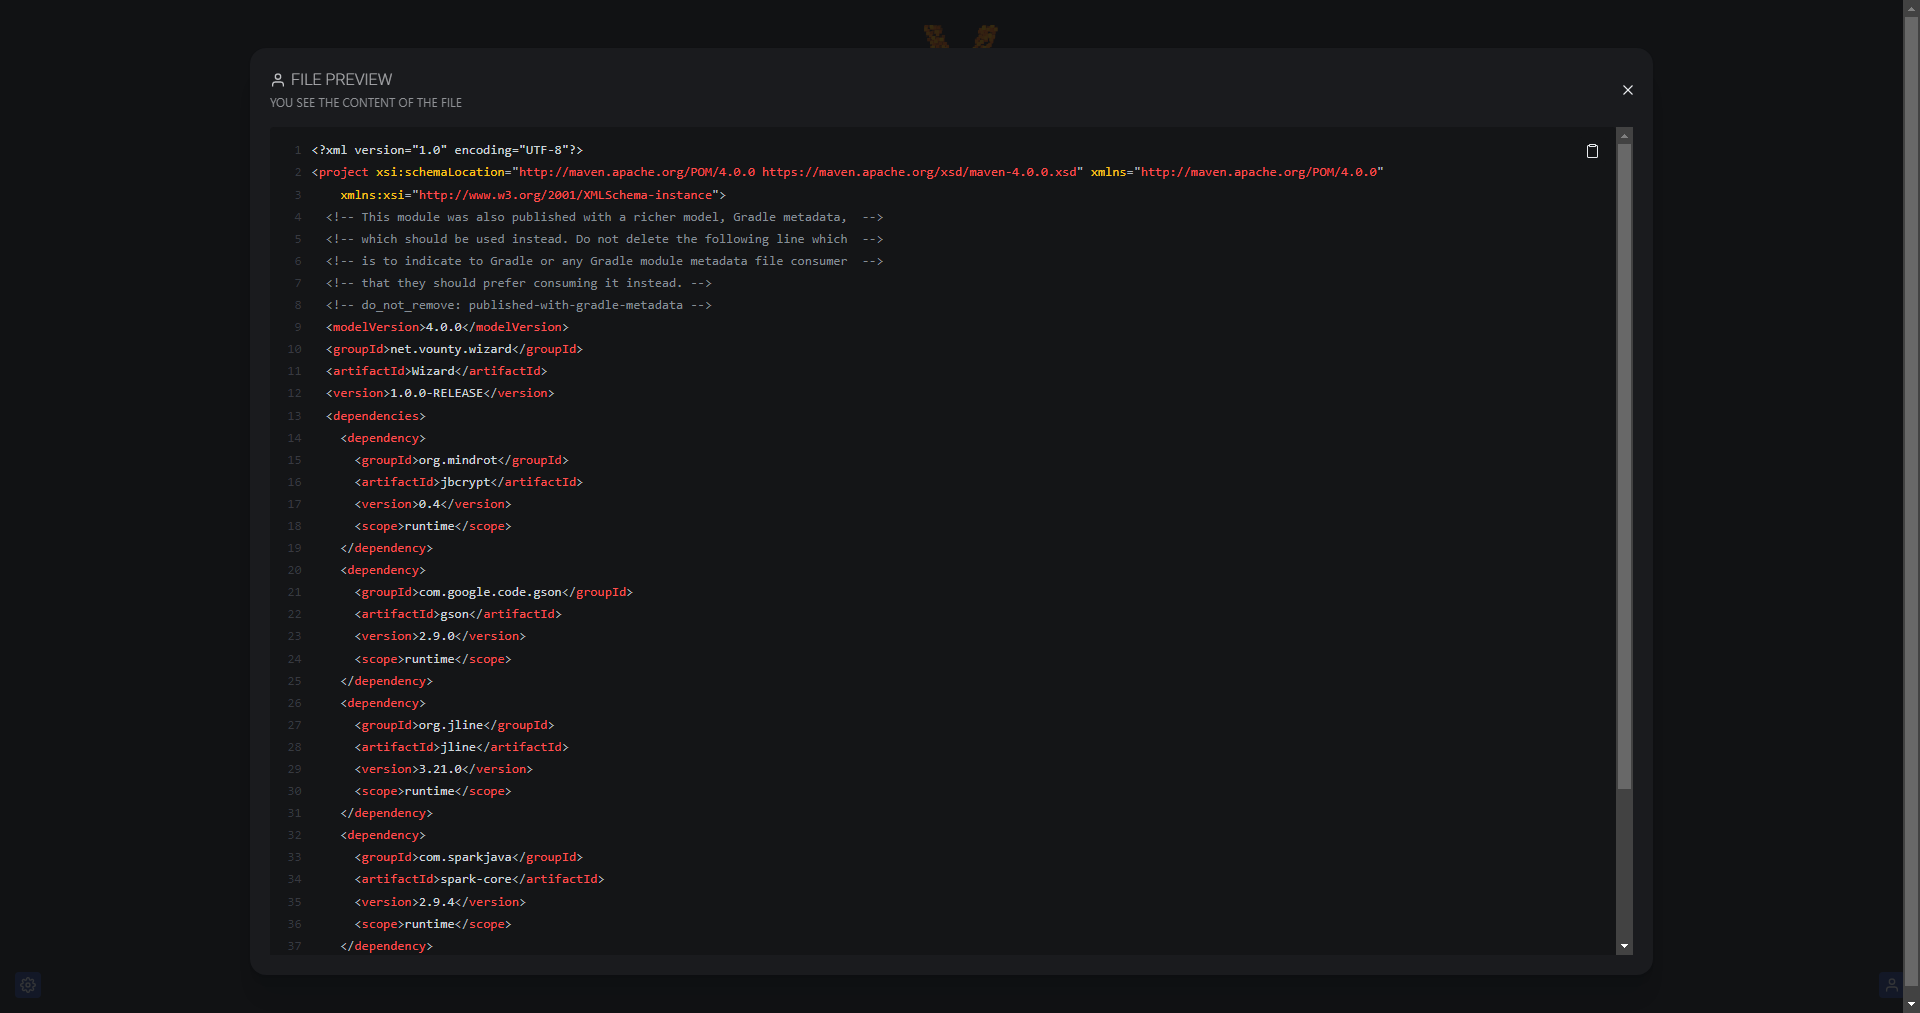 FILE PREVIEW
YOU SEE THE CONTENT OF THE FILE
1 <?xml version="1.0" encoding="UTF-8"?>
2 <project xsi:schemaLocation="http://maven.apache.org/POM/4.0.0 https://maven.apache.org/xsd/maven-4.0.0.xsd" xmlns="http://maven.apache.org/POM/4.0.0"
3     xmlns:xsi="http://www.w3.org/2001/XMLSchema-instance">
4   <!-- This module was also published with a richer model, Gradle metadata,  -->
5   <!-- which should be used instead. Do not delete the following line which  -->
6   <!-- is to indicate to Gradle or any Gradle module metadata file consumer  -->
7   <!-- that they should prefer consuming it instead. -->
8   <!-- do_not_remove: published-with-gradle-metadata -->
9   <modelVersion>4.0.0</modelVersion>
10   <groupId>net.vounty.wizard</groupId>
11   <artifactId>Wizard</artifactId>
12   <version>1.0.0-RELEASE</version>
13   <dependencies>
14     <dependency>
15       <groupId>org.mindrot</groupId>
16       <artifactId>jbcrypt</artifactId>
17       <version>0.4</version>
18       <scope>runtime</scope>
19     </dependency>
20     <dependency>
21       <groupId>com.google.code.gson</groupId>
22       <artifactId>gson</artifactId>
23       <version>2.9.0</version>
24       <scope>runtime</scope>
25     </dependency>
26     <dependency>
27       <groupId>org.jline</groupId>
28       <artifactId>jline</artifactId>
29       <version>3.21.0</version>
30       <scope>runtime</scope>
31     </dependency>
32     <dependency>
33       <groupId>com.sparkjava</groupId>
34       <artifactId>spark-core</artifactId>
35       <version>2.9.4</version>
36       <scope>runtime</scope>
37     </dependency>